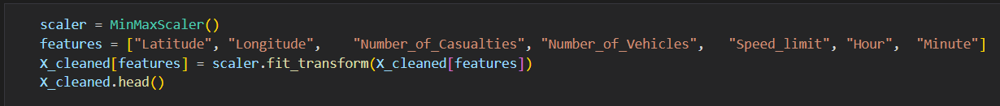 scaler = MinMaxScaler()
features = ["Latitude", "Longitude",    "Number_of_Casualties", "Number_of_Vehicles",   "Speed_limit", "Hour",  "Minute"]
X_cleaned[features] = scaler.fit_transform(X_cleaned[features])
X_cleaned.head()